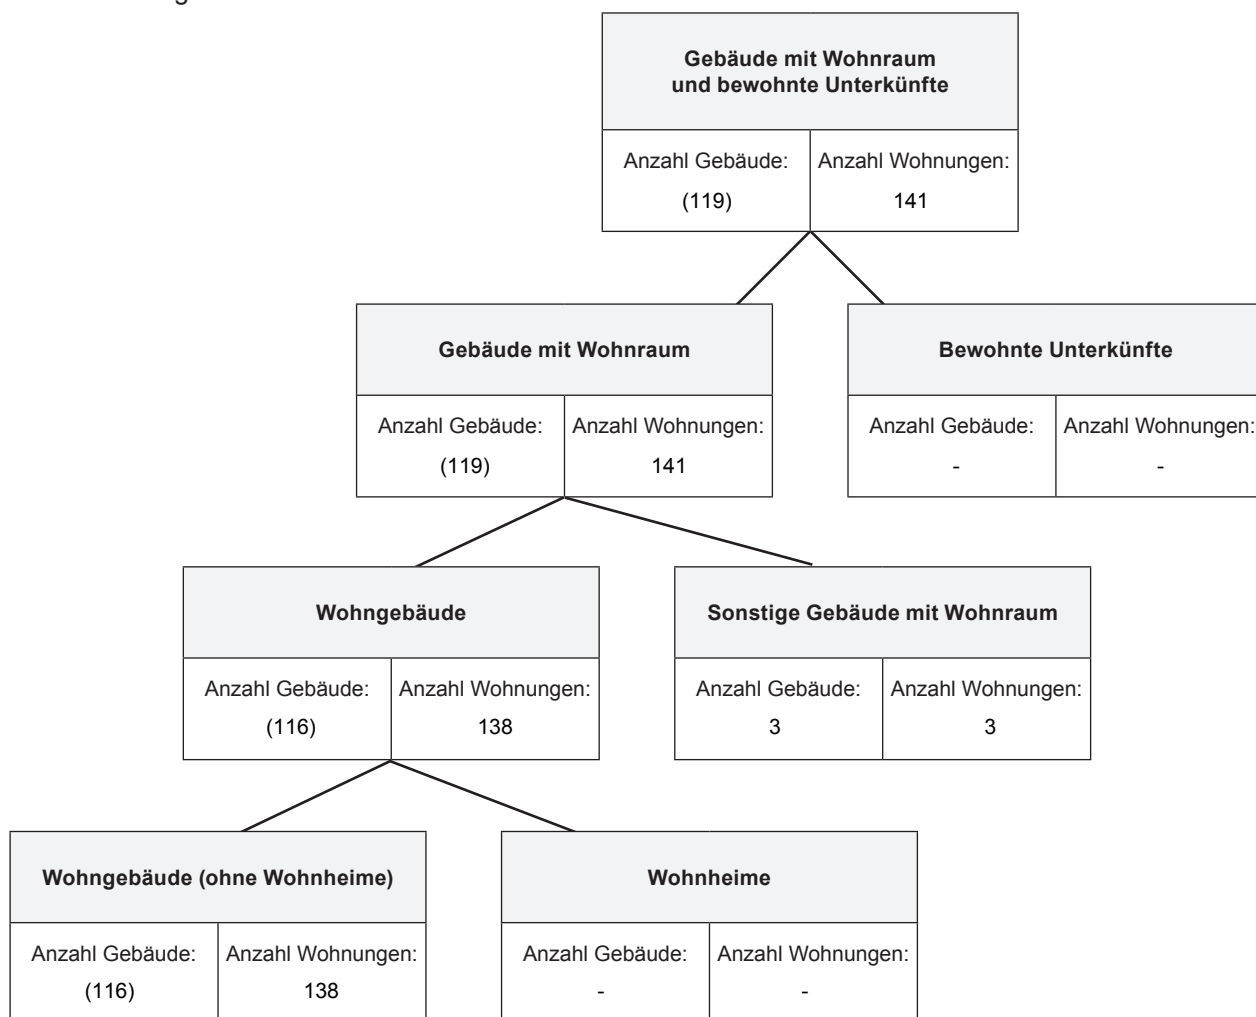 Gebäude mit Wohnraum
und bewohnte Unterkünfte
Anzahl Gebäude: Anzahl Wohnungen:
(119) 141
Gebäude mit Wohnraum
Anzahl Gebäude: Anzahl Wohnungen:
(119) 141
Bewohnte Unterkünfte
Anzahl Gebäude: Anzahl Wohnungen:
- -
Wohngebäude
Anzahl Gebäude: Anzahl Wohnungen:
(116) 138
Sonstige Gebäude mit Wohnraum
Anzahl Gebäude: Anzahl Wohnungen:
3 3
Wohngebäude (ohne Wohnheime)
Anzahl Gebäude: Anzahl Wohnungen:
(116) 138
Wohnheime
Anzahl Gebäude: Anzahl Wohnungen:
- -